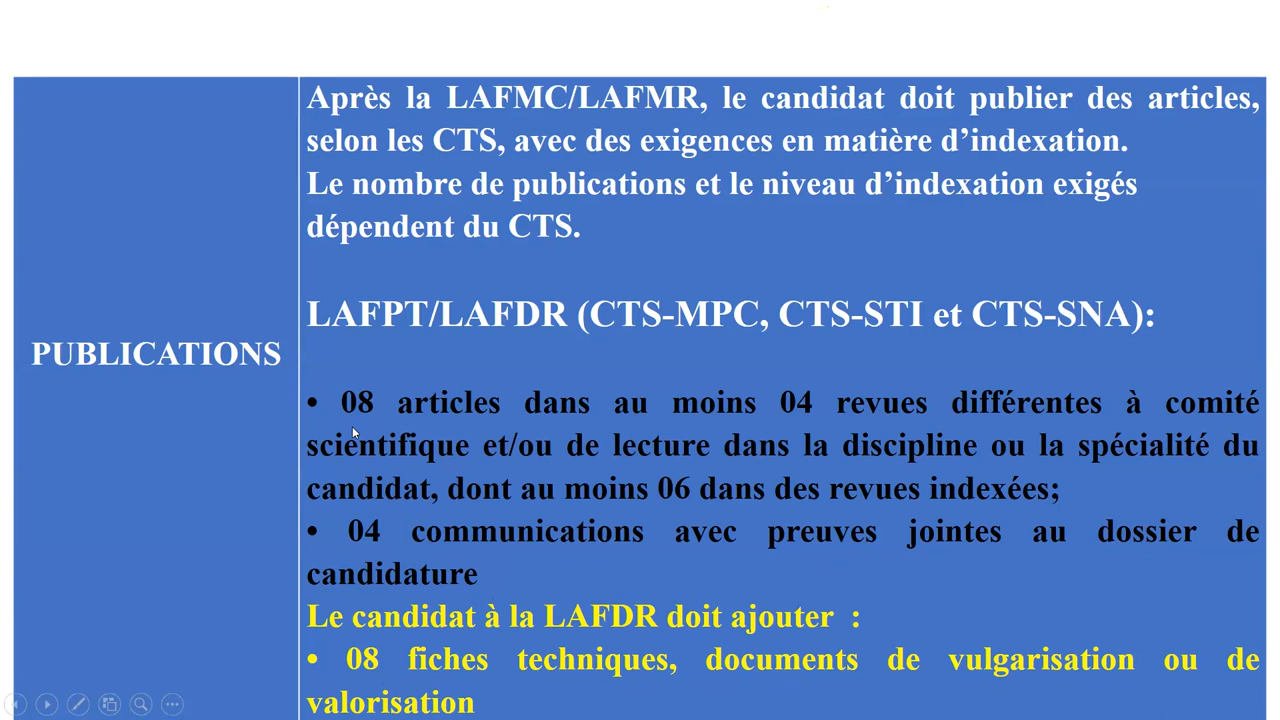 Après la LAFMC/LAFMR, le candidat doit publier des articles,
selon les CTS, avec des exigences en matière d’indexation.
Le nombre de publications et le niveau d’indexation exigés
dépendent du CTS.
LAFPT/LAFDR (CTS-MPC, CTS-STI et CTS-SNA):
PUBLICATIONS
• 08 articles dans au moins 04 revues différentes à comité
scientifique et/ou de lecture dans la discipline ou la spécialité du
candidat, dont au moins 06 dans des revues indexées;
• 04 communications avec preuves jointes au dossier de
candidature
Le candidat à la LAFDR doit ajouter :
• 08 fiches techniques, documents de vulgarisation ou de
valorisation